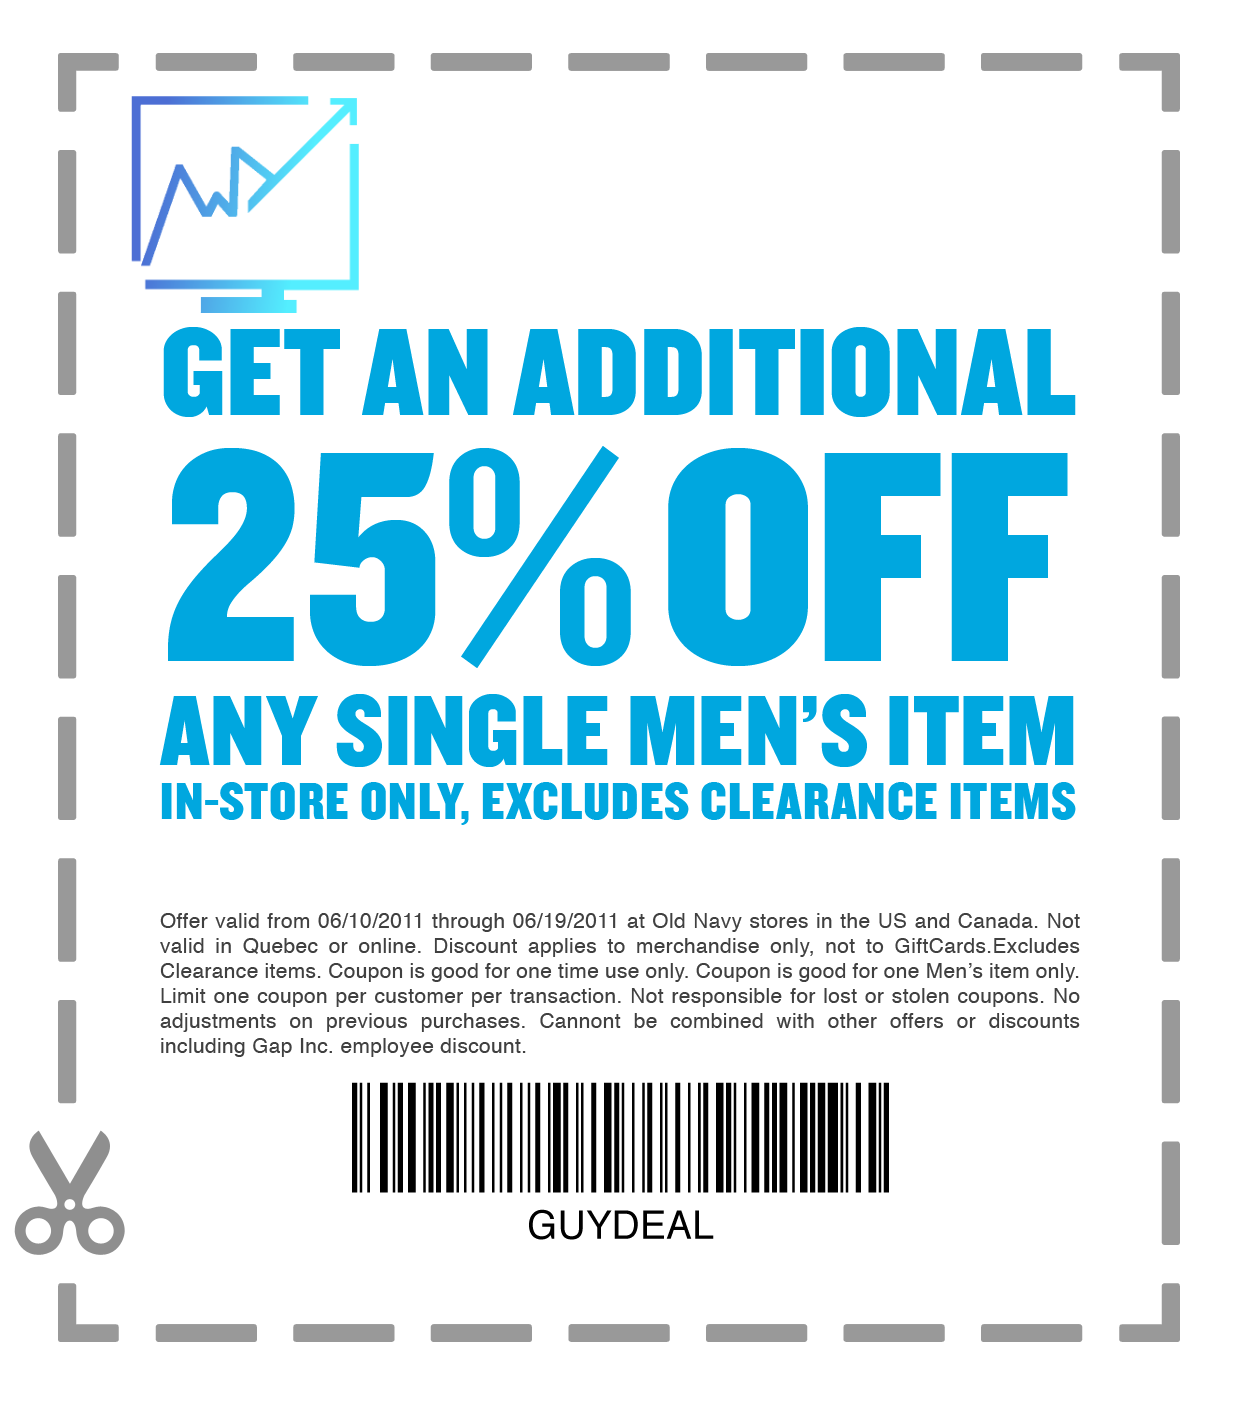 GET AN ADDITIONAL
25% OFF
ANY SINGLE MEN’S ITEM
IN-STORE ONLY, EXCLUDES CLEARANCE ITEMS
Offer valid from 06/10/2011 through 06/19/2011 at Old Navy stores in the US and Canada. Not
valid in Quebec or online. Discount applies to merchandise only, not to GiftCards.Excludes
Clearance items. Coupon is good for one time use only. Coupon is good for one Men’s item only.
Limit one coupon per customer per transaction. Not responsible for lost or stolen coupons. No
adjustments on previous purchases. Cannont be combined with other offers or discounts
including Gap Inc. employee discount.
GUYDEAL